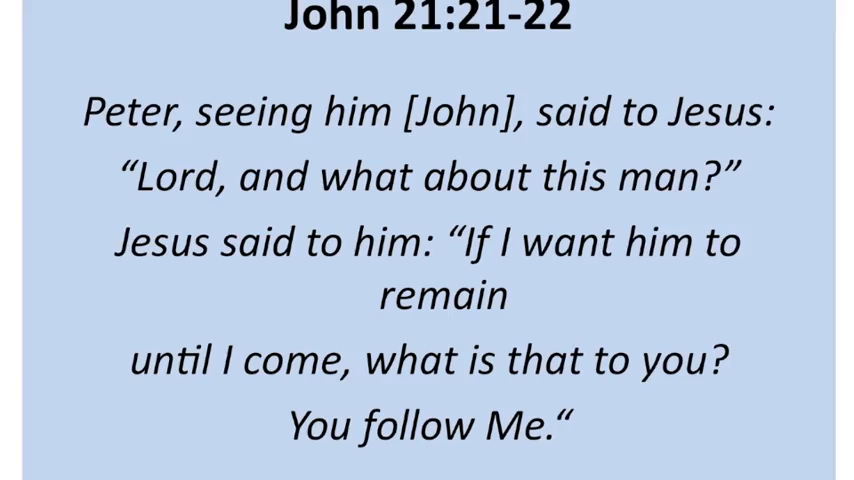 John 21:21-22
Peter, seeing him [John], said to Jesus:
“Lord, and what about this man?”
Jesus said to him: “If I want him to
remain
until I come, what is that to you?
You follow Me.“